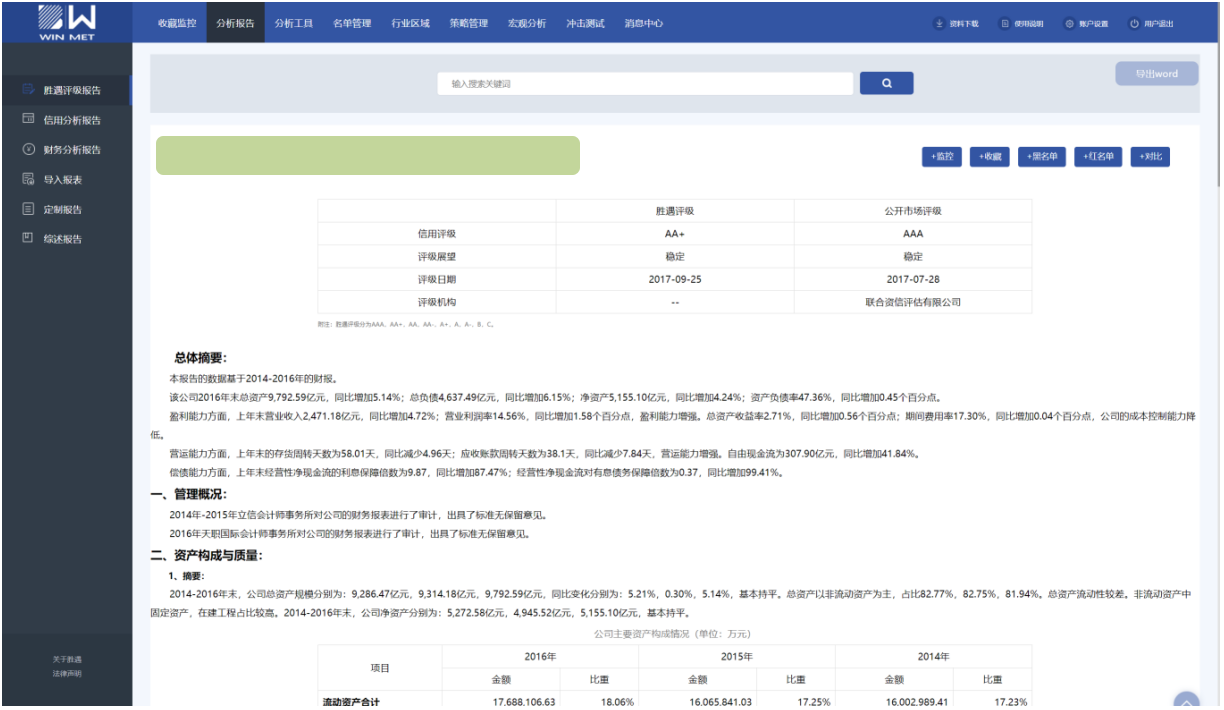 WIN MET
收藏监控 分析报告 分析工具 名单管理 行业区域 策略管理 宏观分析 冲击测试 消息中心
资料下载 使用说明 账户设置 用户退出
胜遇评级报告
信用分析报告
财务分析报告
导入报表
定制报告
综述报告
关于胜遇
法律声明
输入搜索关键词
导出word
+监控 +收藏 +黑名单 +红名单 +对比
胜遇评级 公开市场评级
信用评级 AA+ AAA
评级展望 稳定 稳定
评级日期 2017-09-25 2017-07-28
评级机构 -- 联合资信评估有限公司
附注：胜遇评级分为AAA、AA+、AA、AA-、A+、A、A-、B、C。
总体摘要：
本报告的数据基于2014-2016年的财报。
该公司2016年末总资产9,792.59亿元，同比增加5.14%；总负债4,637.49亿元，同比增加6.15%；净资产5,155.10亿元，同比增加4.24%；资产负债率47.36%，同比增加0.45个百分点。
盈利能力方面，上年末营业收入2,471.18亿元，同比增加4.72%；营业利润率14.56%，同比增加1.58个百分点，盈利能力增强。总资产收益率2.71%，同比增加0.56个百分点；期间费用率17.30%，同比增加0.04个百分点，公司的成本控制能力降
低。
营运能力方面，上年末的存货周转天数为58.01天，同比减少4.96天；应收账款周转天数为38.1天，同比减少7.84天，营运能力增强。自由现金流为307.90亿元，同比增加41.84%。
偿债能力方面，上年末经营性净现金流的利息保障倍数为9.87，同比增加87.47%；经营性净现金流对有息债务保障倍数为0.37，同比增加99.41%。
一、管理概况：
2014年-2015年立信会计师事务所对公司的财务报表进行了审计，出具了标准无保留意见。
2016年天职国际会计师事务所对公司的财务报表进行了审计，出具了标准无保留意见。
二、资产构成与质量：
1、摘要：
2014-2016年末，公司总资产规模分别为：9,286.47亿元，9,314.18亿元，9,792.59亿元，同比变化分别为：5.21%，0.30%，5.14%，基本持平。总资产以非流动资产为主，占比82.77%，82.75%，81.94%。总资产流动性较差。非流动资产中
固定资产，在建工程占比较高。2014-2016年末，公司净资产分别为：5,272.58亿元，4,945.52亿元，5,155.10亿元，基本持平。
公司主要资产构成情况（单位：万元）
项目 2016年 2015年 2014年
金额 比重 金额 比重 金额 比重
流动资产合计 17,688,106.63 18.06% 16,065,841.03 17.25% 16,002,989.41 17.23%